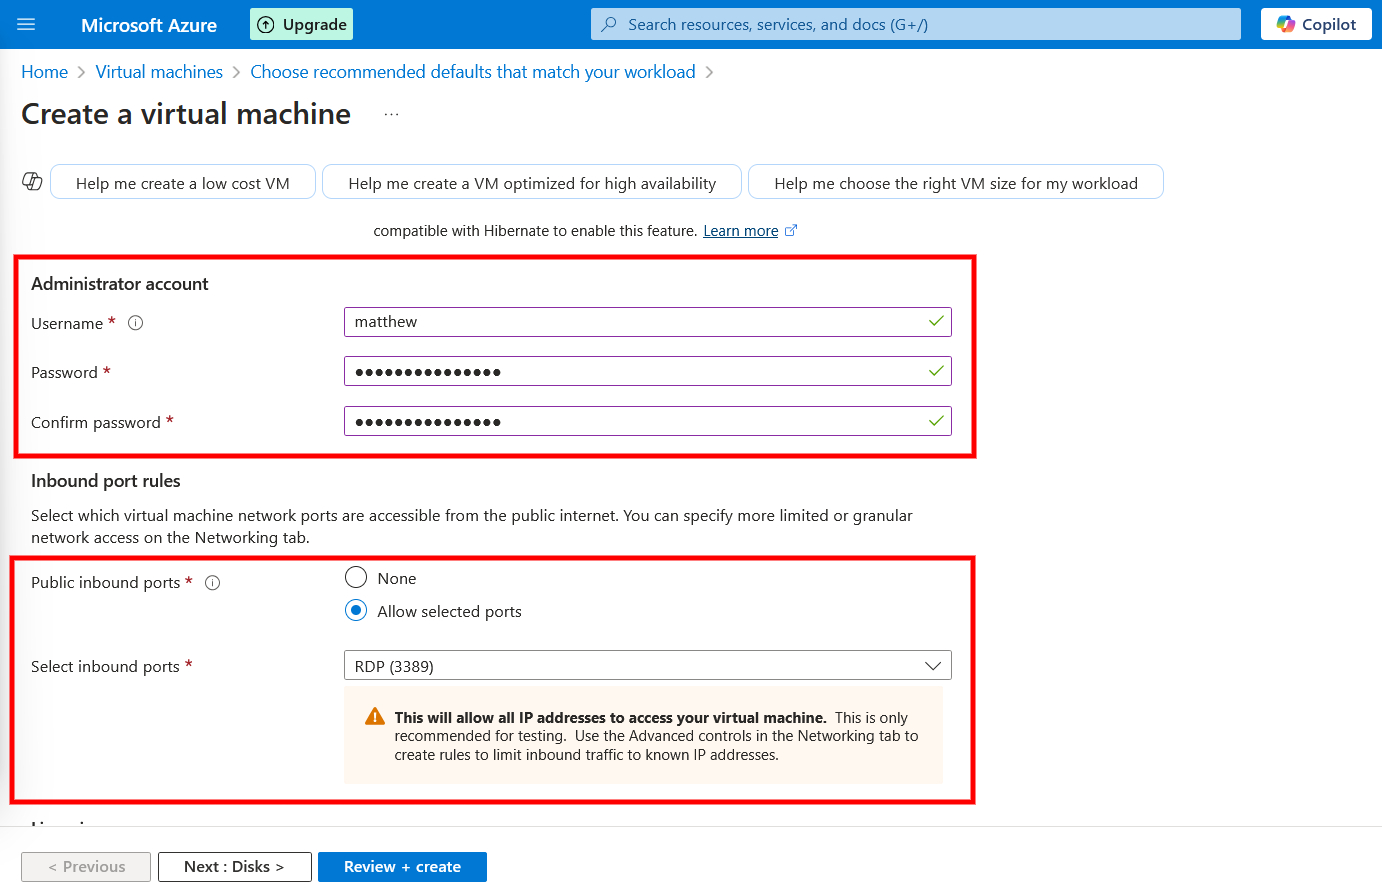 Microsoft Azure
Upgrade
Search resources, services, and docs (G+/)
Copilot
Home > Virtual machines > Choose recommended defaults that match your workload >
Create a virtual machine ...
Help me create a low cost VM
Help me create a VM optimized for high availability
Help me choose the right VM size for my workload
compatible with Hibernate to enable this feature. Learn more
Administrator account
Username *
matthew
Password *
●●●●●●●●●●●●●●●
Confirm password *
●●●●●●●●●●●●●●●
Inbound port rules
Select which virtual machine network ports are accessible from the public internet. You can specify more limited or granular
network access on the Networking tab.
Public inbound ports *
None
Allow selected ports
Select inbound ports *
RDP (3389)
This will allow all IP addresses to access your virtual machine. This is only
recommended for testing. Use the Advanced controls in the Networking tab to
create rules to limit inbound traffic to known IP addresses.
< Previous
Next : Disks >
Review + create